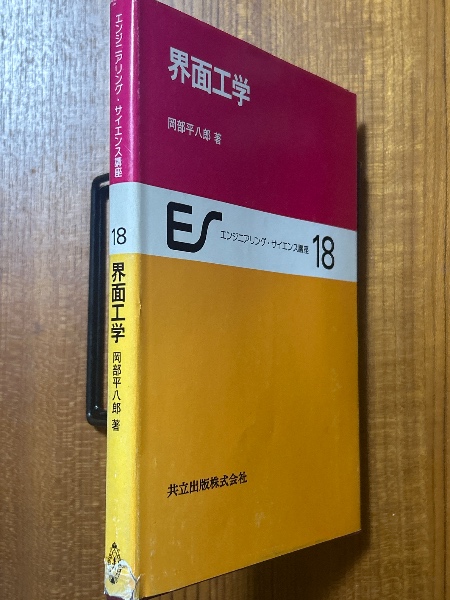 エンジニアリング・サイエンス講座
18
界面工学
岡部平八郎 著
界面工学
岡部平八郎 著
ES エンジニアリング・サイエンス講座 18
共立出版株式会社